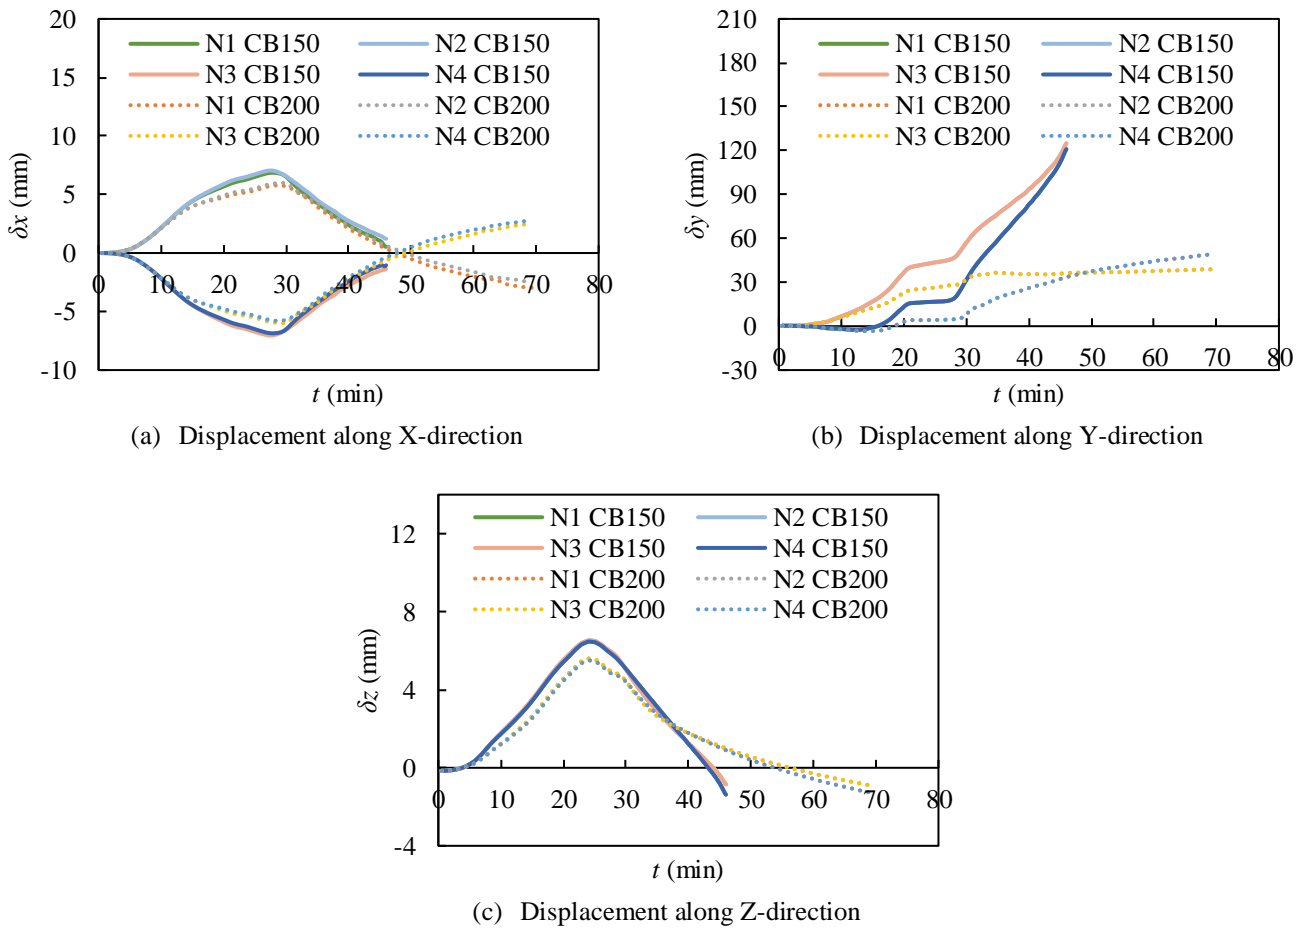 20
15
10
5
0
-5
-10
δx (mm)
N1 CB150 N2 CB150
N3 CB150 N4 CB150
N1 CB200 N2 CB200
N3 CB200 N4 CB200
0 10 20 30 40 50 60 70 80
t (min)
(a) Displacement along X-direction
210
180
150
120
90
60
30
0
-30
δy (mm)
N1 CB150 N2 CB150
N3 CB150 N4 CB150
N1 CB200 N2 CB200
N3 CB200 N4 CB200
0 10 20 30 40 50 60 70 80
t (min)
(b) Displacement along Y-direction
12
8
4
0
-4
δz (mm)
N1 CB150 N2 CB150
N3 CB150 N4 CB150
N1 CB200 N2 CB200
N3 CB200 N4 CB200
0 10 20 30 40 50 60 70 80
t (min)
(c) Displacement along Z-direction